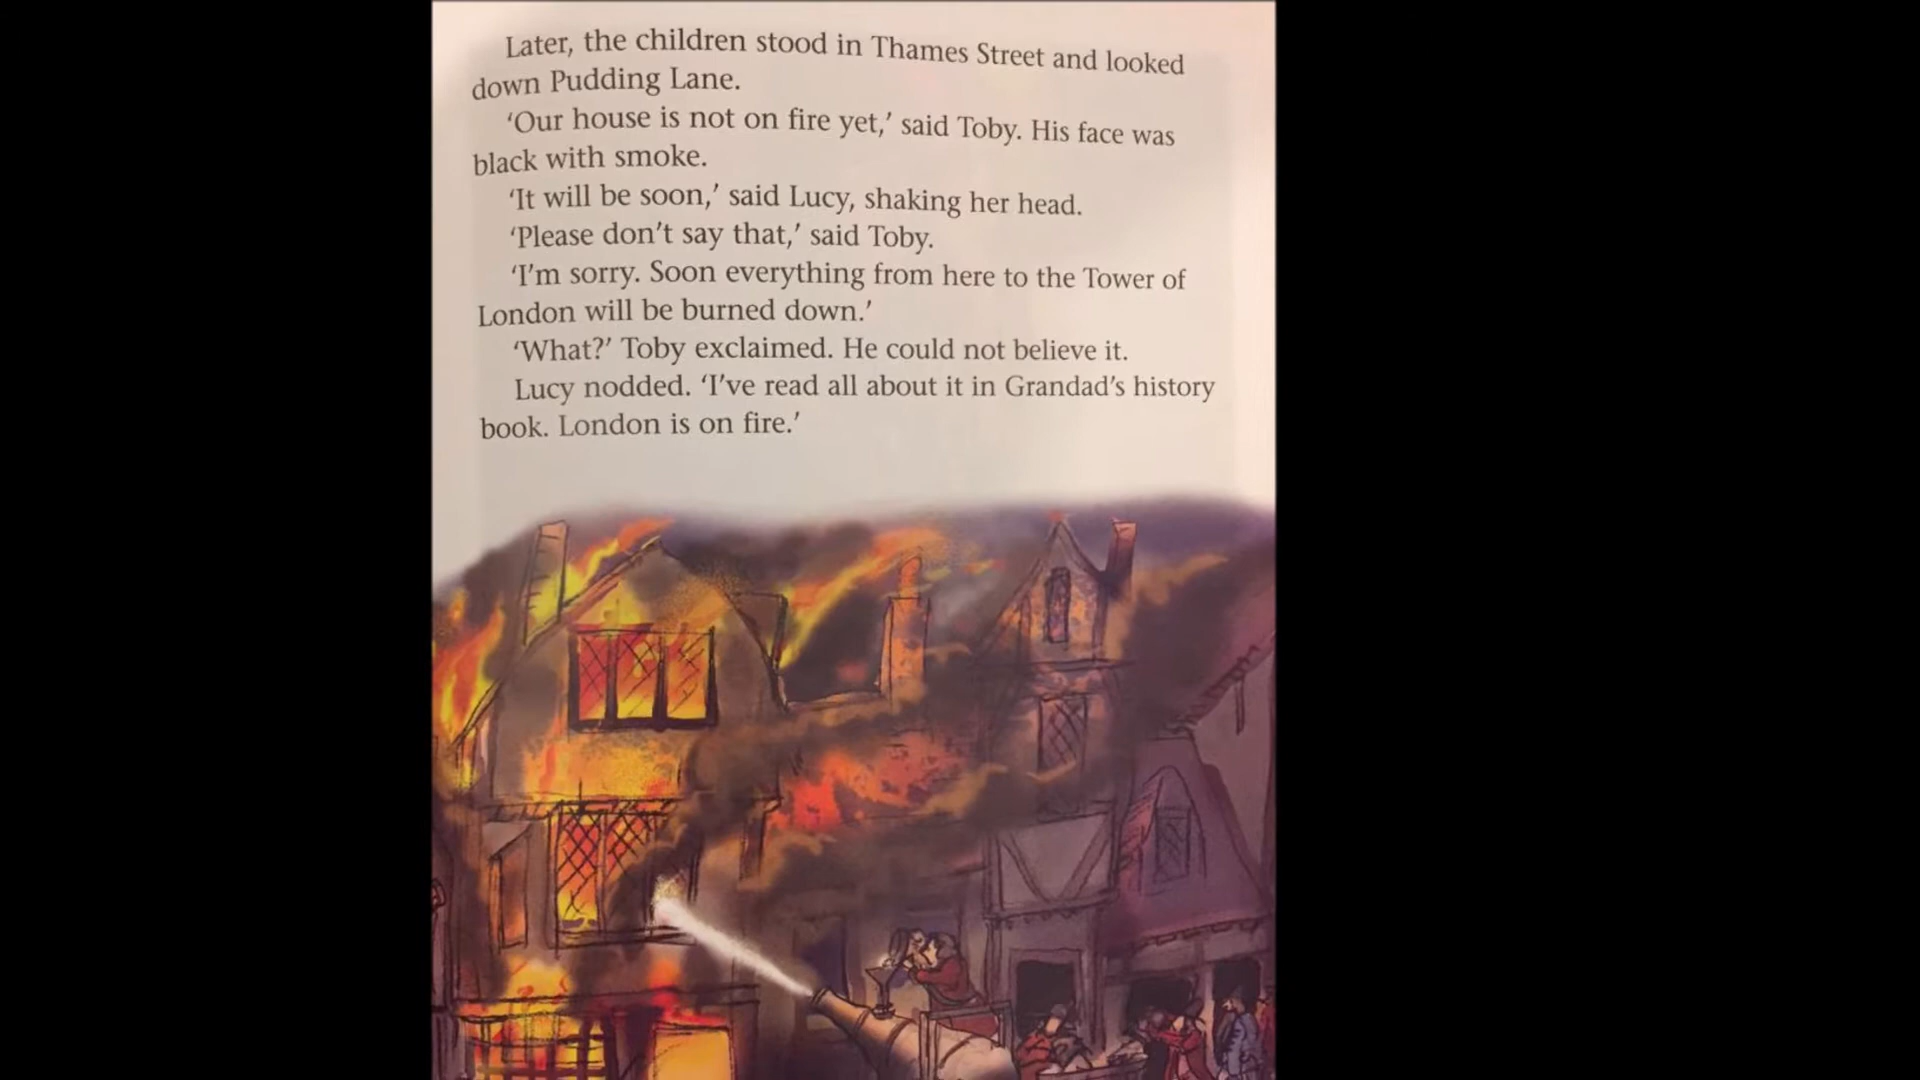 Later, the children stood in Thames Street and looked
down Pudding Lane.
‘Our house is not on fire yet,’ said Toby. His face was
black with smoke.
‘It will be soon,’ said Lucy, shaking her head.
‘Please don’t say that,’ said Toby.
‘I’m sorry. Soon everything from here to the Tower of
London will be burned down.’
‘What?’ Toby exclaimed. He could not believe it.
Lucy nodded. ‘I’ve read all about it in Grandad’s history
book. London is on fire.’